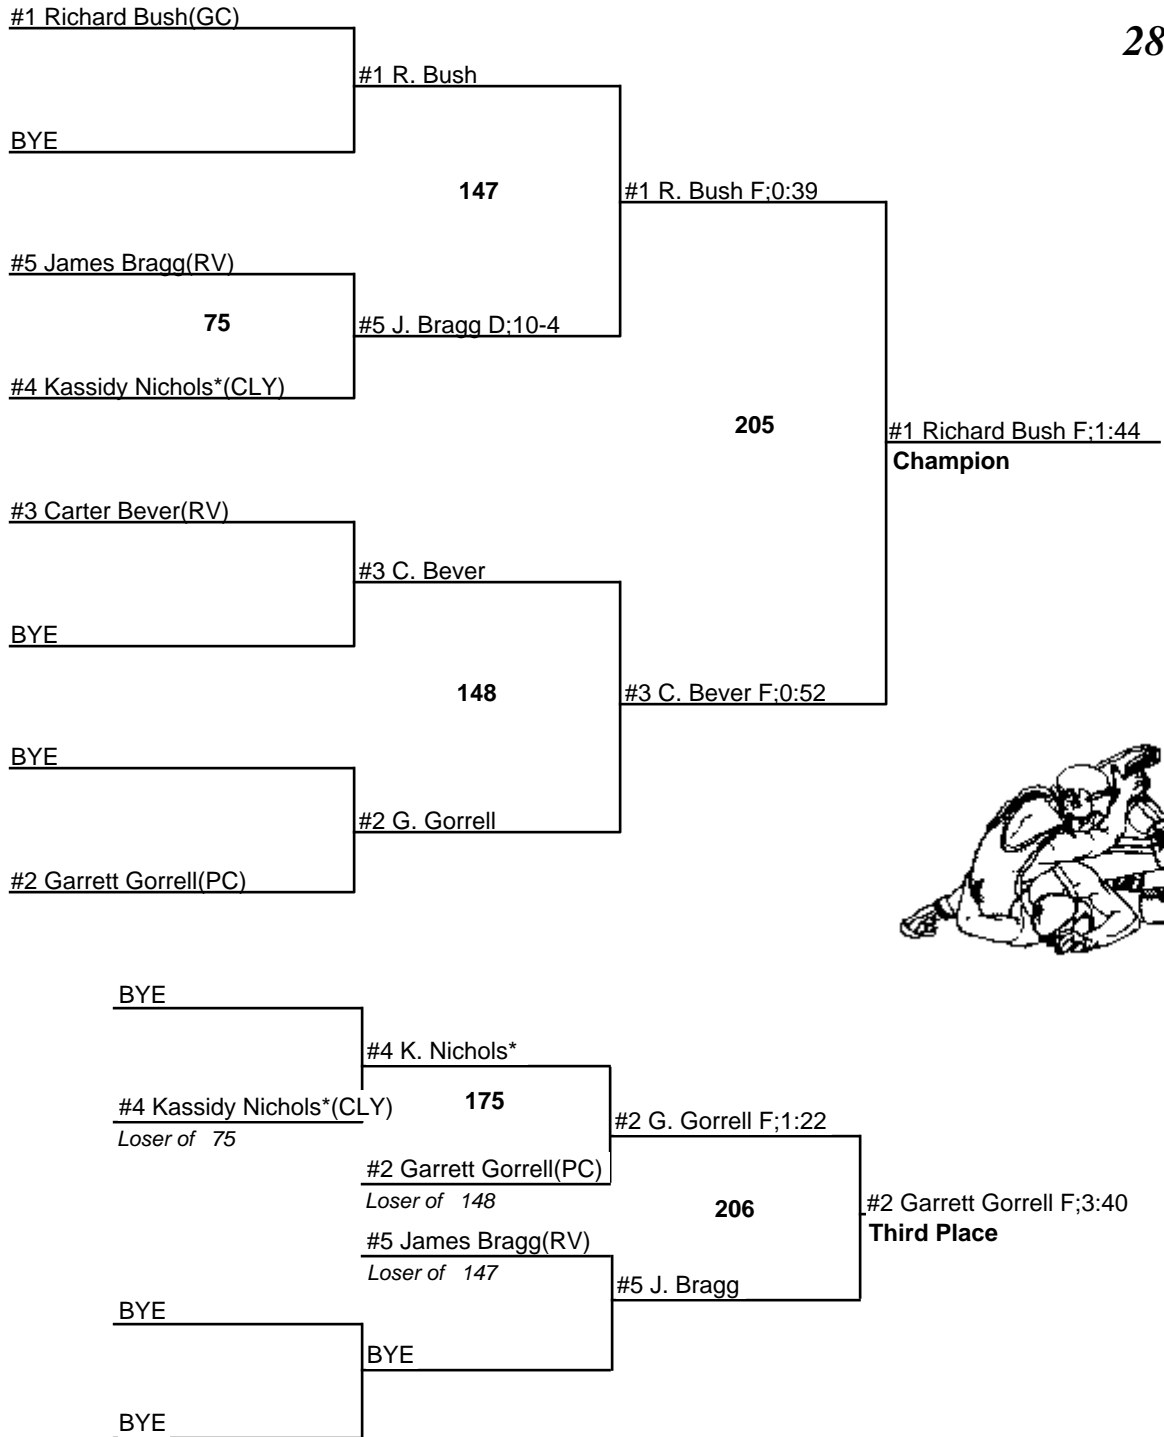 #1 Richard Bush(GC)
28
#1 R. Bush
BYE
147
#1 R. Bush F;0:39
#5 James Bragg(RV)
75
#5 J. Bragg D;10-4
#4 Kassidy Nichols*(CLY)
205
#1 Richard Bush F;1:44
Champion
#3 Carter Bever(RV)
#3 C. Bever
BYE
148
#3 C. Bever F;0:52
BYE
#2 G. Gorrell
#2 Garrett Gorrell(PC)
BYE
#4 K. Nichols*
#4 Kassidy Nichols*(CLY)
175
Loser of 75
#2 G. Gorrell F;1:22
#2 Garrett Gorrell(PC)
Loser of 148
206
#2 Garrett Gorrell F;3:40
Third Place
#5 James Bragg(RV)
Loser of 147
#5 J. Bragg
BYE
BYE
BYE